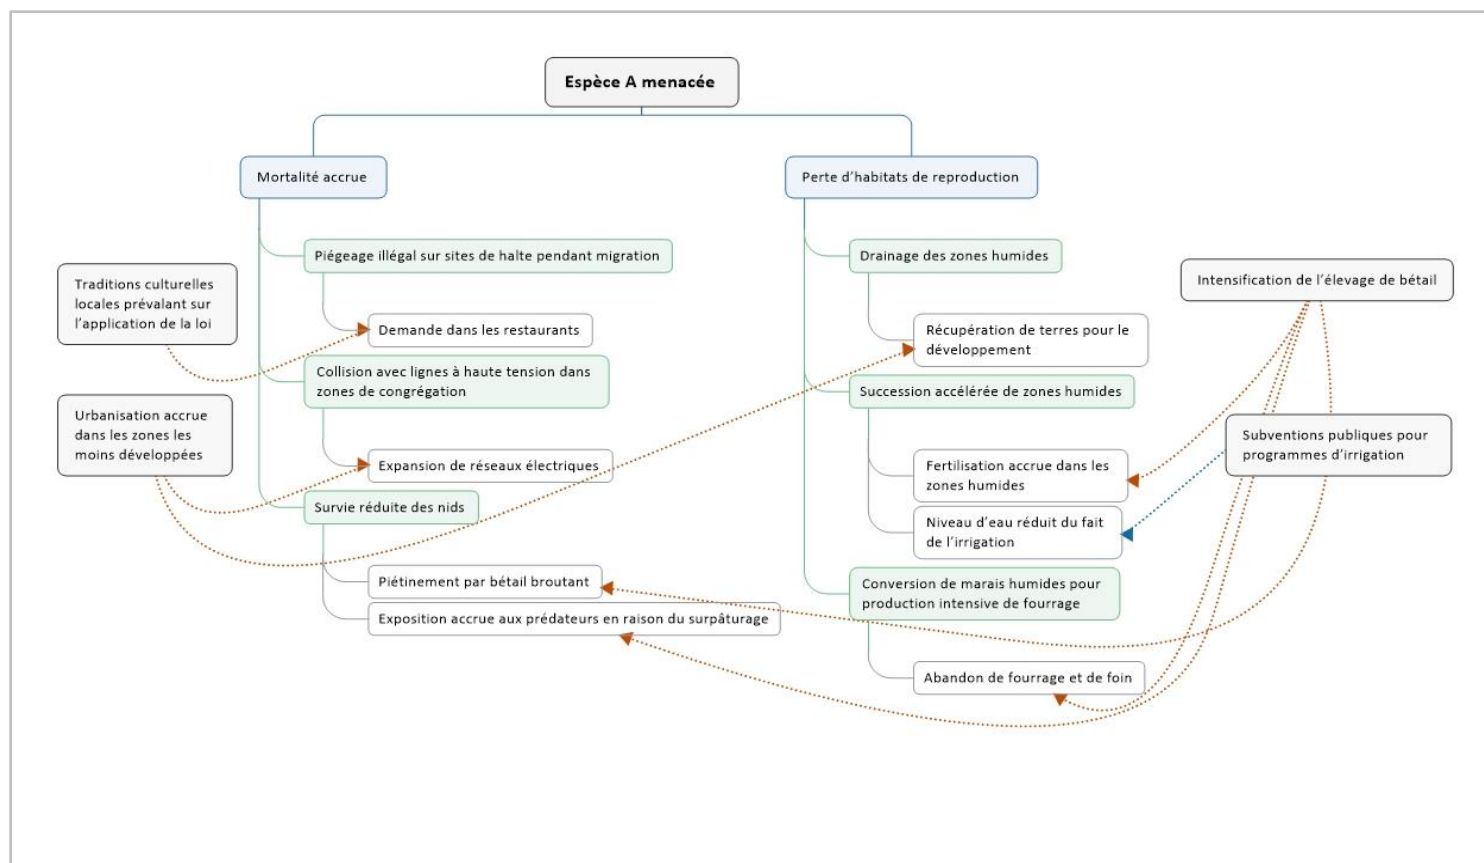 Espèce A menacée
Mortalité accrue
Perte d’habitats de reproduction
Piégeage illégal sur sites de halte pendant migration
Drainage des zones humides
Traditions culturelles
locales prévalant sur
l’application de la loi
Intensification de l’élevage de bétail
Demande dans les restaurants
Récupération de terres pour le
développement
Collision avec lignes à haute tension dans
zones de congrégation
Succession accélérée de zones humides
Urbanisation accrue
dans les zones les
moins développées
Subventions publiques pour
programmes d’irrigation
Expansion de réseaux électriques
Fertilisation accrue dans les
zones humides
Survie réduite des nids
Niveau d’eau réduit du fait
de l’irrigation
Piétinement par bétail broutant
Conversion de marais humides pour
production intensive de fourrage
Exposition accrue aux prédateurs en raison du surpâturage
Abandon de fourrage et de foin